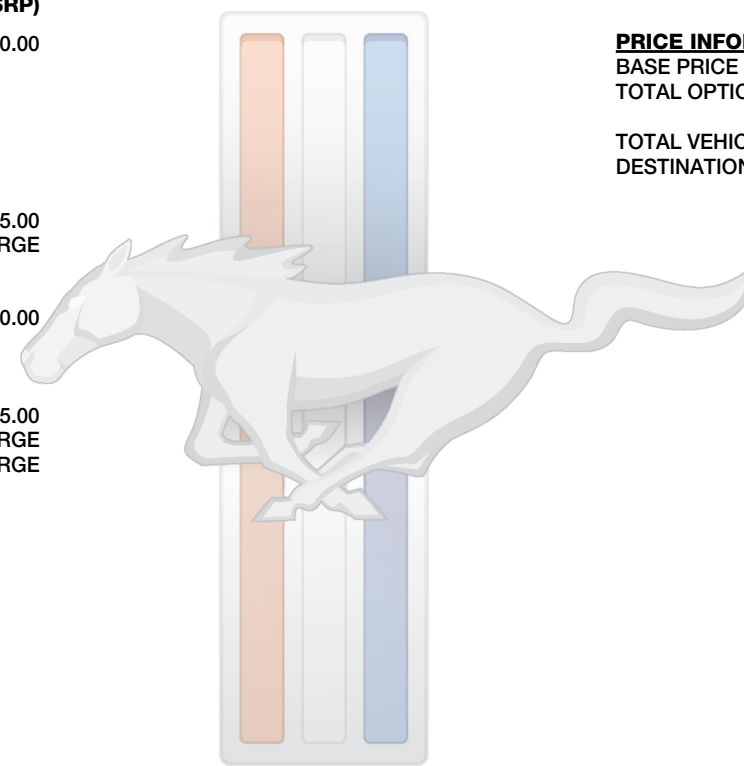 SRP)
0.00
5.00
RGE
0.00
5.00
RGE
RGE
PRICE INFO
BASE PRICE
TOTAL OPTIO
TOTAL VEHIC
DESTINATION